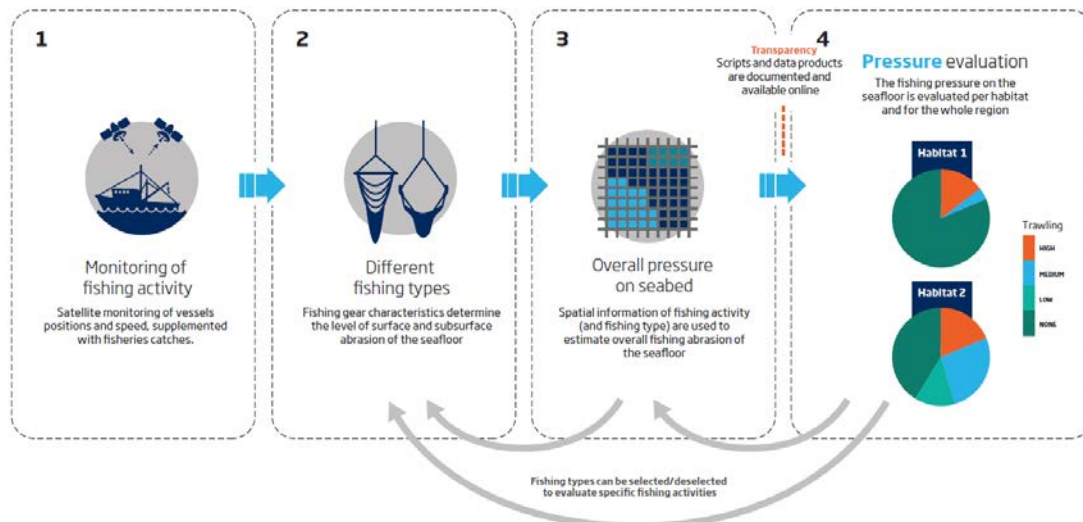 1
Monitoring of
fishing activity
Satellite monitoring of vessels
positions and speed, supplemented
with fisheries catches.
2
Different
fishing types
Fishing gear characteristics determine
the level of surface and subsurface
abrasion of the seafloor
3
Overall pressure
on seabed
Spatial information of fishing activity
(and fishing type) are used to
estimate overall fishing abrasion of
the seafloor
Transparency
Scripts and data products
are documented and
available online
4
Pressure evaluation
The fishing pressure on the
seafloor is evaluated per habitat
and for the whole region
Habitat 1
Trawling
HIGH
MEDIUM
LOW
NONE
Habitat 2
Fishing types can be selected/deselected
to evaluate specific fishing activities